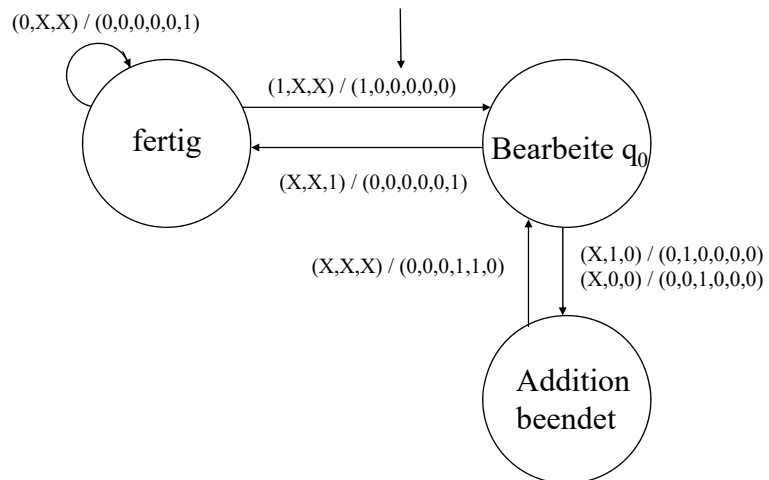 (0,X,X) / (0,0,0,0,0,1)
(1,X,X) / (1,0,0,0,0,0)
fertig
Bearbeite q0
(X,X,1) / (0,0,0,0,0,1)
(X,X,X) / (0,0,0,1,1,0)
(X,1,0) / (0,1,0,0,0,0)
(X,0,0) / (0,0,1,0,0,0)
Addition
beendet